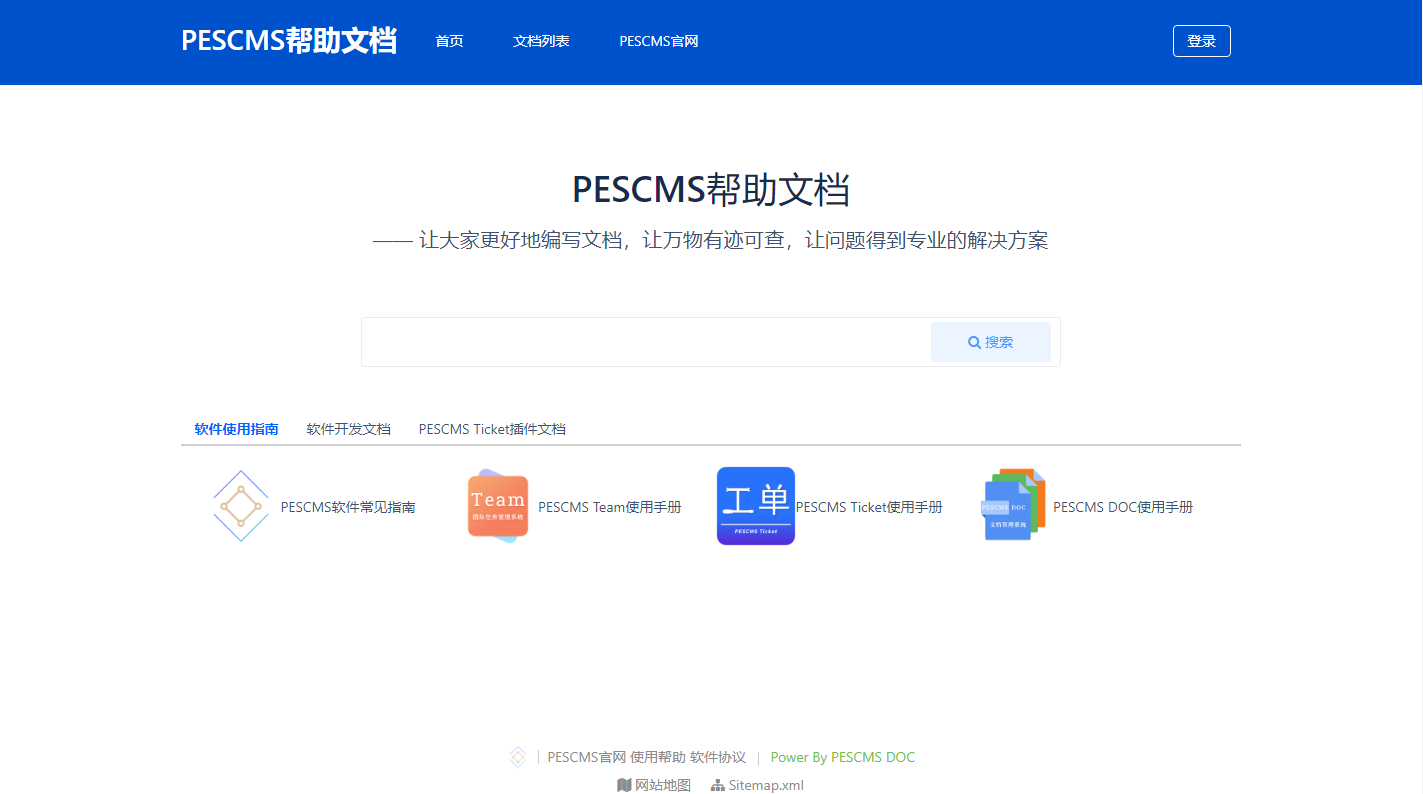 PESCMS帮助文档 首页 文档列表 PESCMS官网 登录
PESCMS帮助文档
—— 让大家更好地编写文档，让万物有迹可查，让问题得到专业的解决方案
搜索
软件使用指南 软件开发文档 PESCMS Ticket插件文档
PESCMS软件常见指南
Team
团队任务管理系统
PESCMS Team使用手册
工单
PESCMS Ticket
PESCMS Ticket使用手册
PESCMS DOC
文档管理系统
PESCMS DOC使用手册
PESCMS官网 使用帮助 软件协议 | Power By PESCMS DOC
网站地图 Sitemap.xml